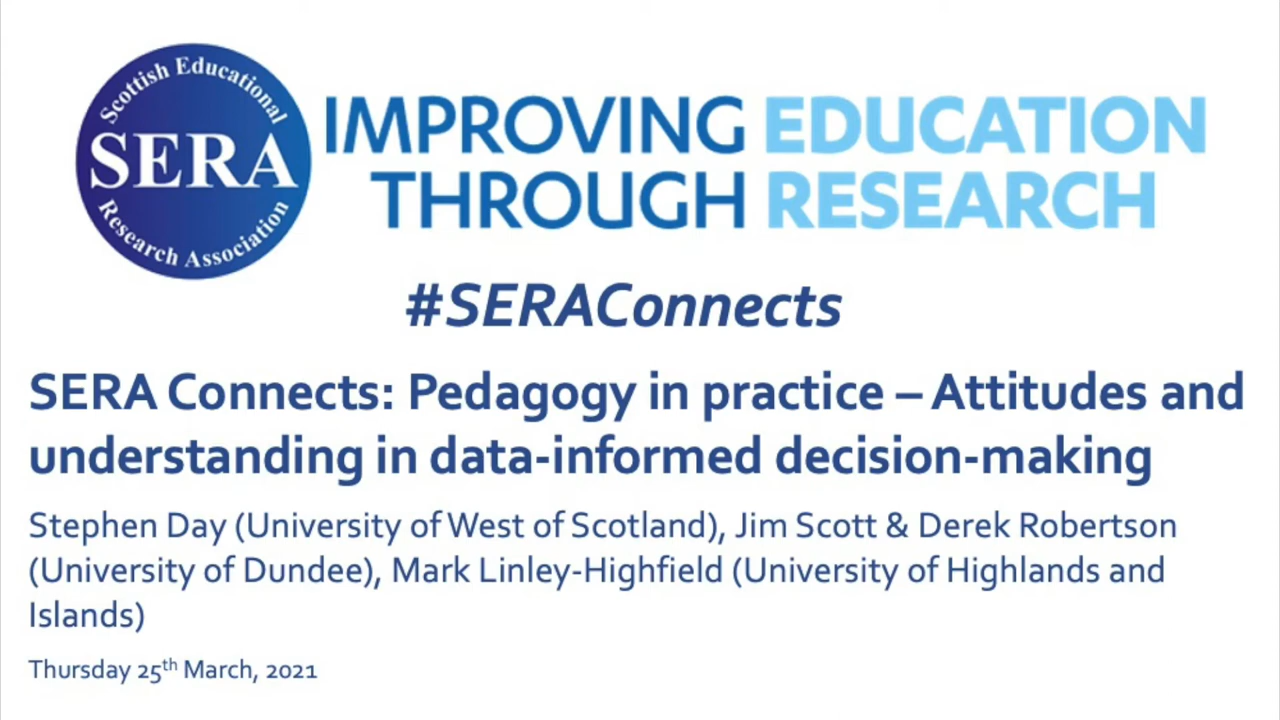 Scottish Educational
SERA
Research Association
IMPROVING EDUCATION
THROUGH RESEARCH
#SERAConnects
SERA Connects: Pedagogy in practice – Attitudes and
understanding in data-informed decision-making
Stephen Day (University of West of Scotland), Jim Scott & Derek Robertson
(University of Dundee), Mark Linley-Highfield (University of Highlands and
Islands)
Thursday 25th March, 2021